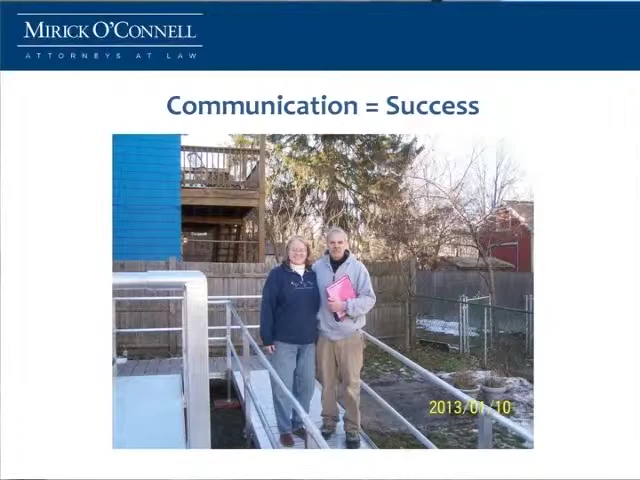 MIRICK O'CONNELL
ATTORNEYS AT LAW
Communication = Success
2013/01/10